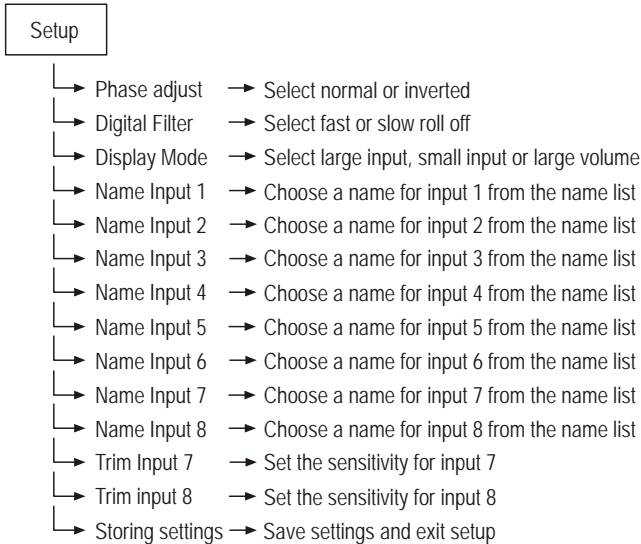 Setup
Phase adjust Select normal or inverted
Digital Filter Select fast or slow roll off
Display Mode Select large input, small input or large volume
Name Input 1 Choose a name for input 1 from the name list
Name Input 2 Choose a name for input 2 from the name list
Name Input 3 Choose a name for input 3 from the name list
Name Input 4 Choose a name for input 4 from the name list
Name Input 5 Choose a name for input 5 from the name list
Name Input 6 Choose a name for input 6 from the name list
Name Input 7 Choose a name for input 7 from the name list
Name Input 8 Choose a name for input 8 from the name list
Trim Input 7 Set the sensitivity for input 7
Trim input 8 Set the sensitivity for input 8
Storing settings Save settings and exit setup